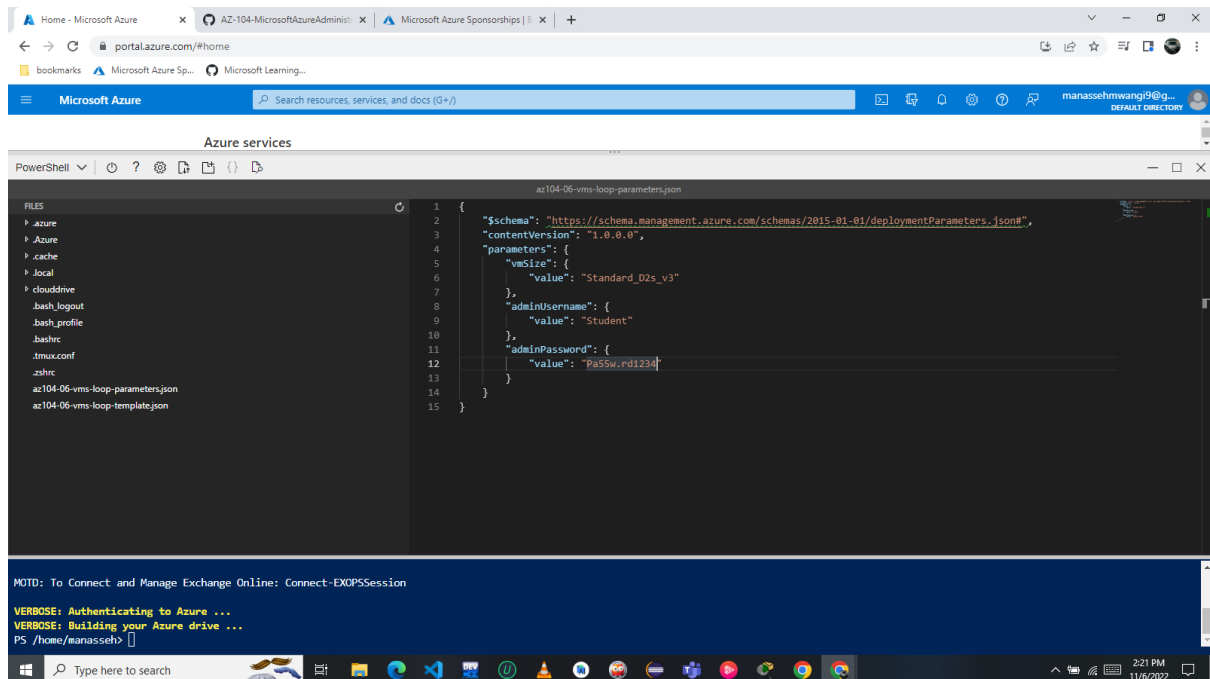 Home - Microsoft Azure
AZ-104-MicrosoftAzureAdminist
Microsoft Azure Sponsorships | B
portal.azure.com/#home
bookmarks
Microsoft Azure Sp...
Microsoft Learning...
Microsoft Azure
Search resources, services, and docs (G+/)
manassehmwangi9@g...
DEFAULT DIRECTORY
Azure services
PowerShell
az104-06-vms-loop-parameters.json
FILES
.azure
.Azure
.cache
.local
clouddrive
.bash_logout
.bash_profile
.bashrc
.tmux.conf
.zshrc
az104-06-vms-loop-parameters.json
az104-06-vms-loop-template.json
1 {
2 "$schema": "https://schema.management.azure.com/schemas/2015-01-01/deploymentParameters.json#",
3 "contentVersion": "1.0.0.0",
4 "parameters": {
5 "vmSize": {
6 "value": "Standard_D2s_v3"
7 },
8 "adminUsername": {
9 "value": "Student"
10 },
11 "adminPassword": {
12 "value": "Pa55w.rd1234"
13 }
14 }
15 }
MOTD: To Connect and Manage Exchange Online: Connect-EXOPSSession
VERBOSE: Authenticating to Azure ...
VERBOSE: Building your Azure drive ...
PS /home/manasseh>
Type here to search
2:21 PM
11/6/2022